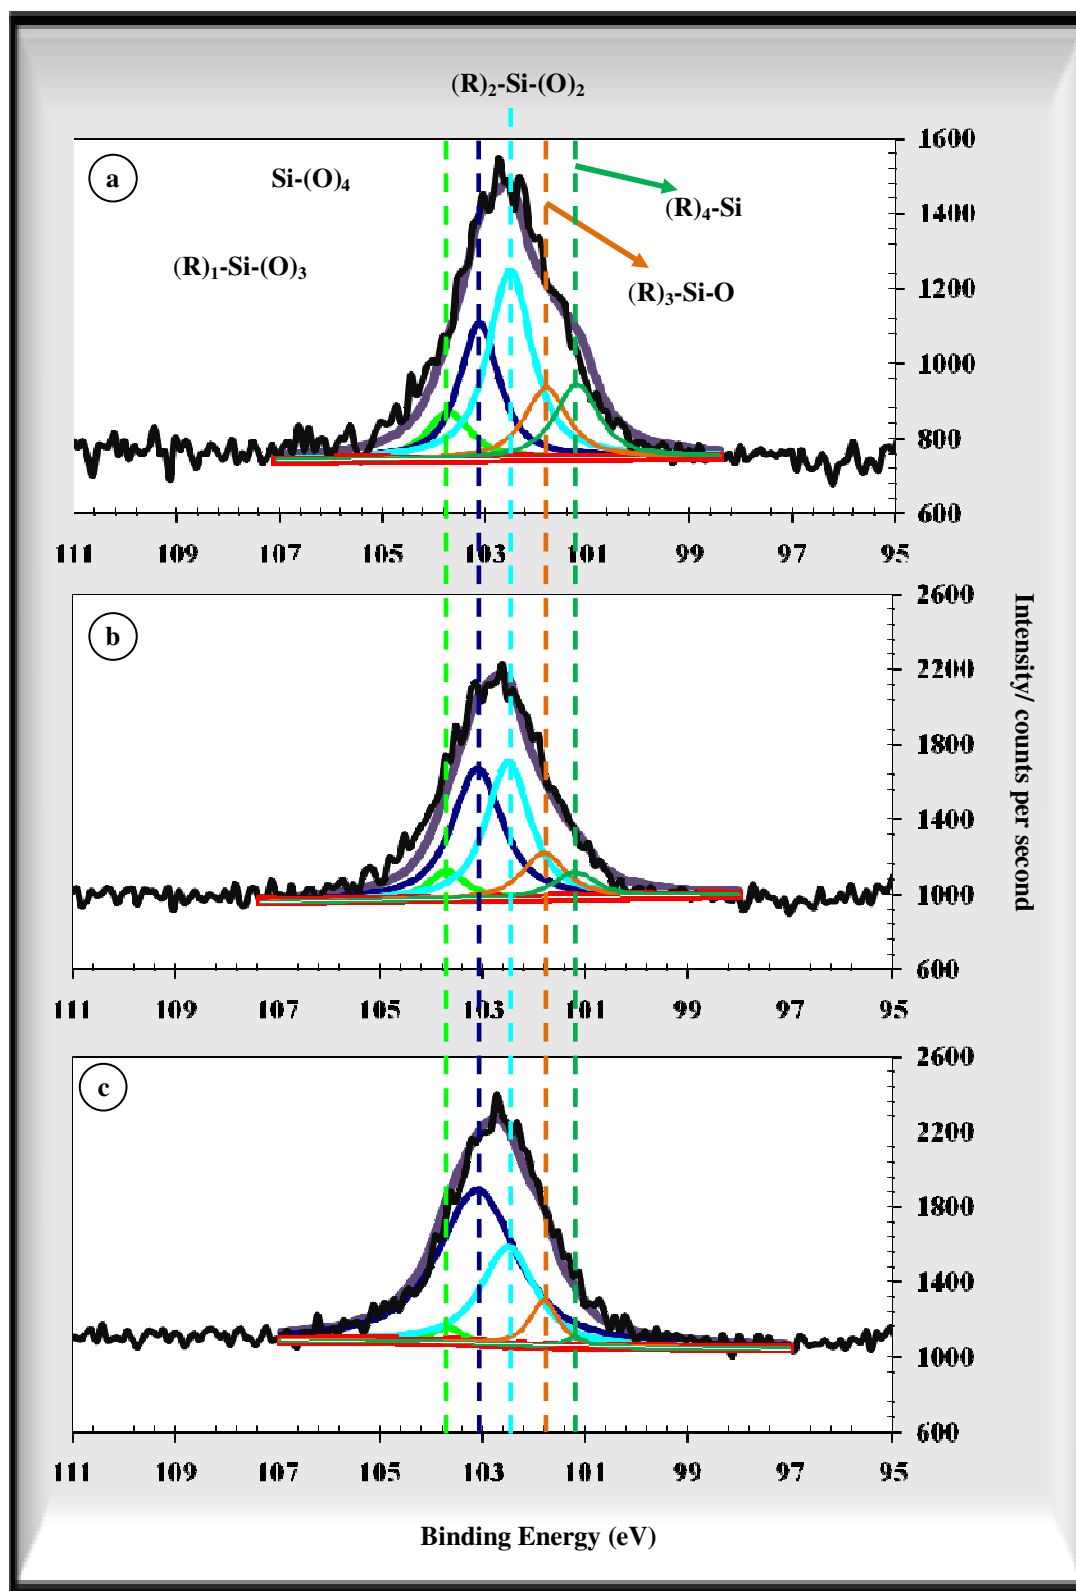 (R)₂-Si-(O)₂
a
Si-(O)₄
(R)₄-Si
(R)₁-Si-(O)₃
(R)₃-Si-O
1600
1400
1200
1000
800
600
111 109 107 105 103 101 99 97 95
b
2600
2200
1800
1400
1000
600
111 109 107 105 103 101 99 97 95
Intensity/ counts per second
c
2600
2200
1800
1400
1000
600
111 109 107 105 103 101 99 97 95
Binding Energy (eV)